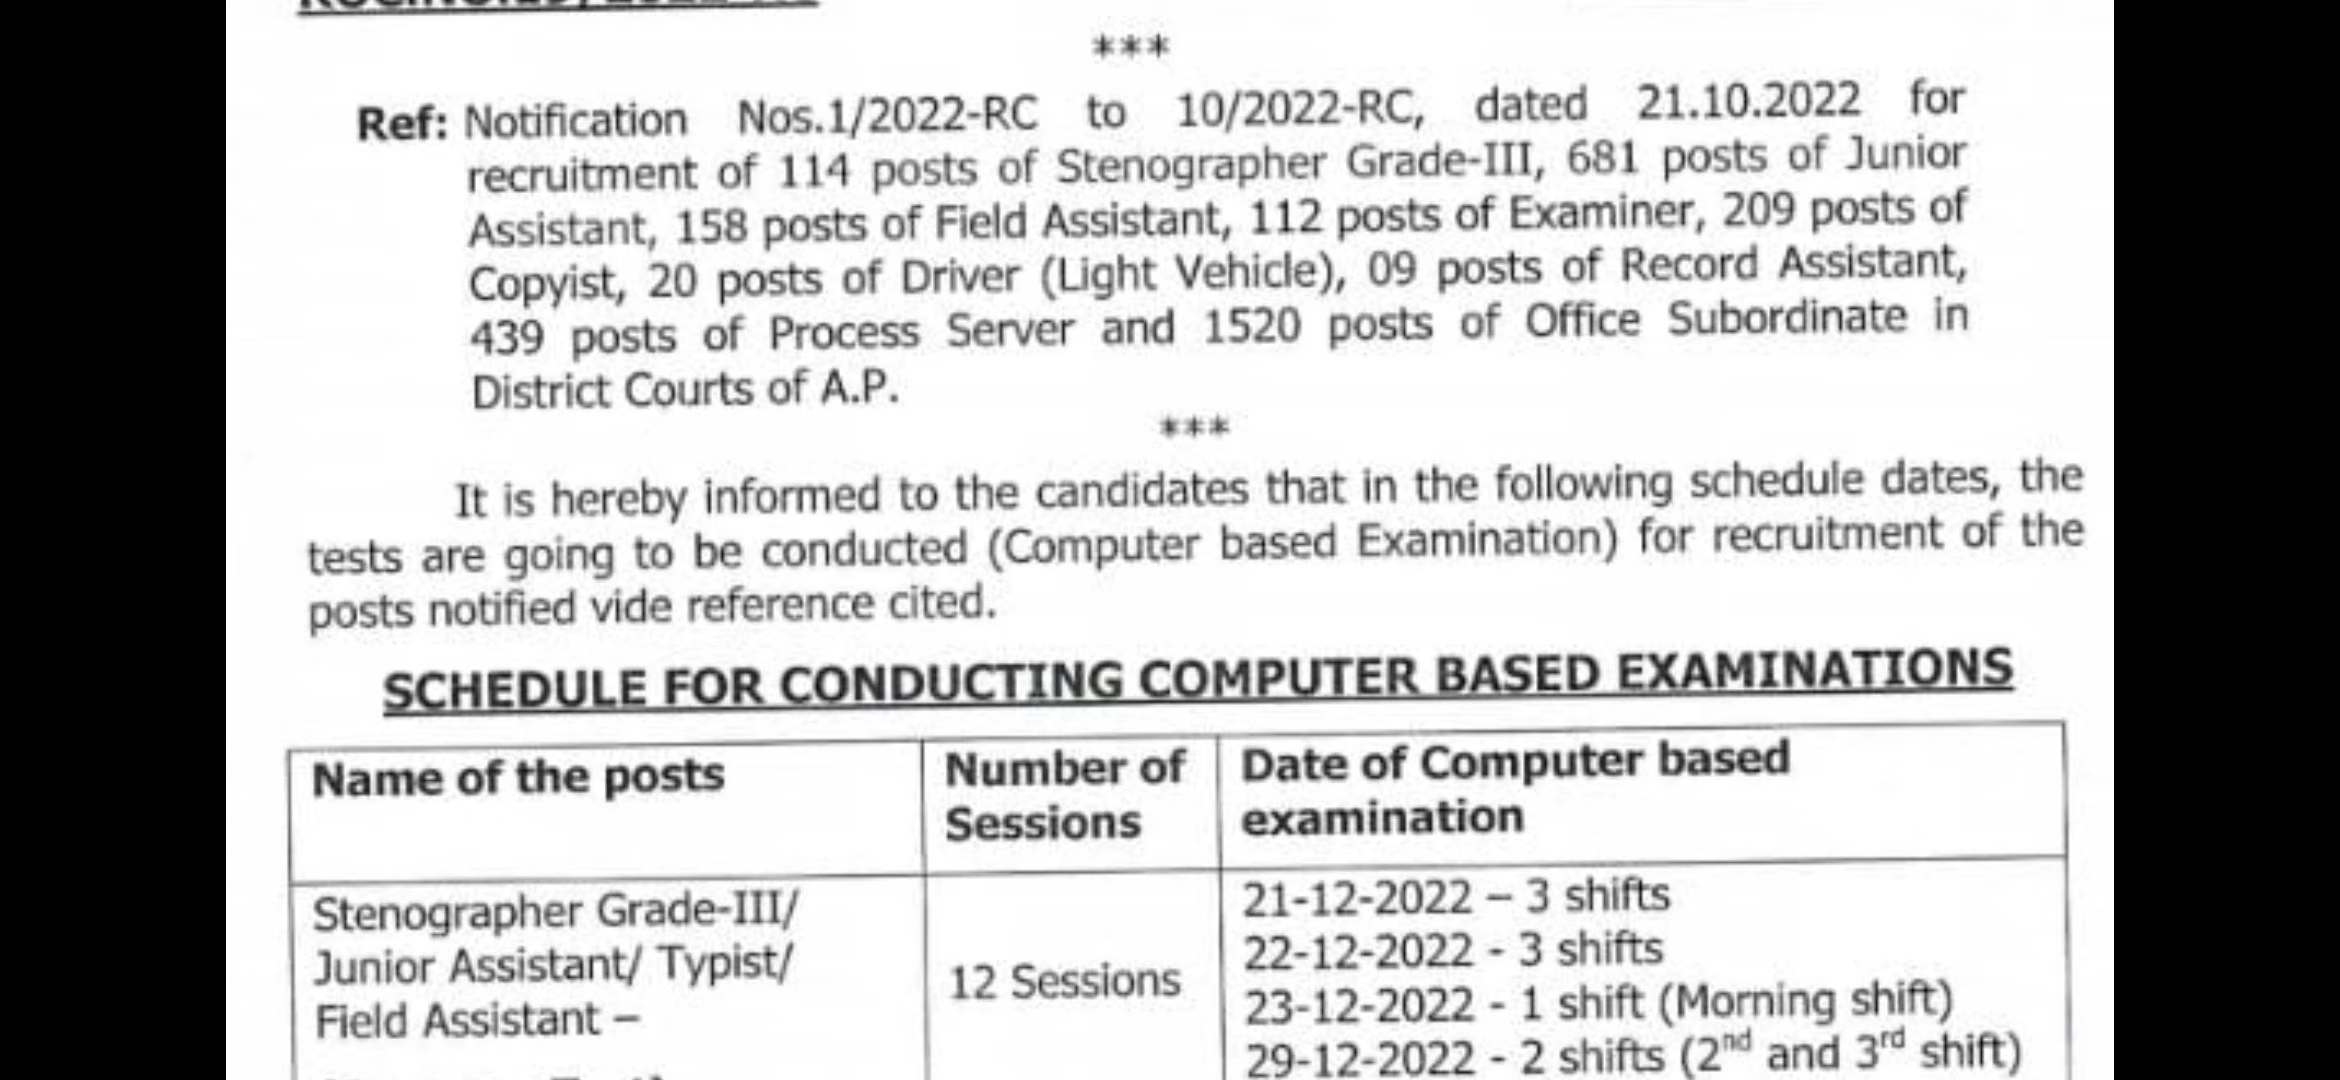 ***
Ref: Notification Nos.1/2022-RC to 10/2022-RC, dated 21.10.2022 for
recruitment of 114 posts of Stenographer Grade-III, 681 posts of Junior
Assistant, 158 posts of Field Assistant, 112 posts of Examiner, 209 posts of
Copyist, 20 posts of Driver (Light Vehicle), 09 posts of Record Assistant,
439 posts of Process Server and 1520 posts of Office Subordinate in
District Courts of A.P.
***
It is hereby informed to the candidates that in the following schedule dates, the
tests are going to be conducted (Computer based Examination) for recruitment of the
posts notified vide reference cited.
SCHEDULE FOR CONDUCTING COMPUTER BASED EXAMINATIONS
Name of the posts
Number of
Sessions
Date of Computer based
examination
Stenographer Grade-III/
Junior Assistant/ Typist/
Field Assistant –
12 Sessions
21-12-2022 – 3 shifts
22-12-2022 - 3 shifts
23-12-2022 - 1 shift (Morning shift)
29-12-2022 - 2 shifts (2nd and 3rd shift)